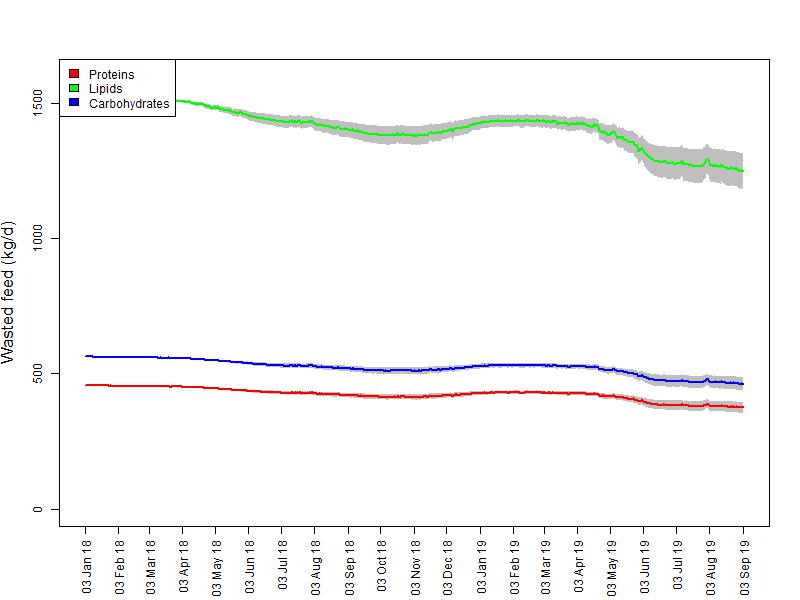 Proteins
Lipids
Carbohydrates
Wasted feed (kg/d)
1500
1000
500
0
03 Jan 18
03 Feb 18
03 Mar 18
03 Apr 18
03 May 18
03 Jun 18
03 Jul 18
03 Aug 18
03 Sep 18
03 Oct 18
03 Nov 18
03 Dec 18
03 Jan 19
03 Feb 19
03 Mar 19
03 Apr 19
03 May 19
03 Jun 19
03 Jul 19
03 Aug 19
03 Sep 19